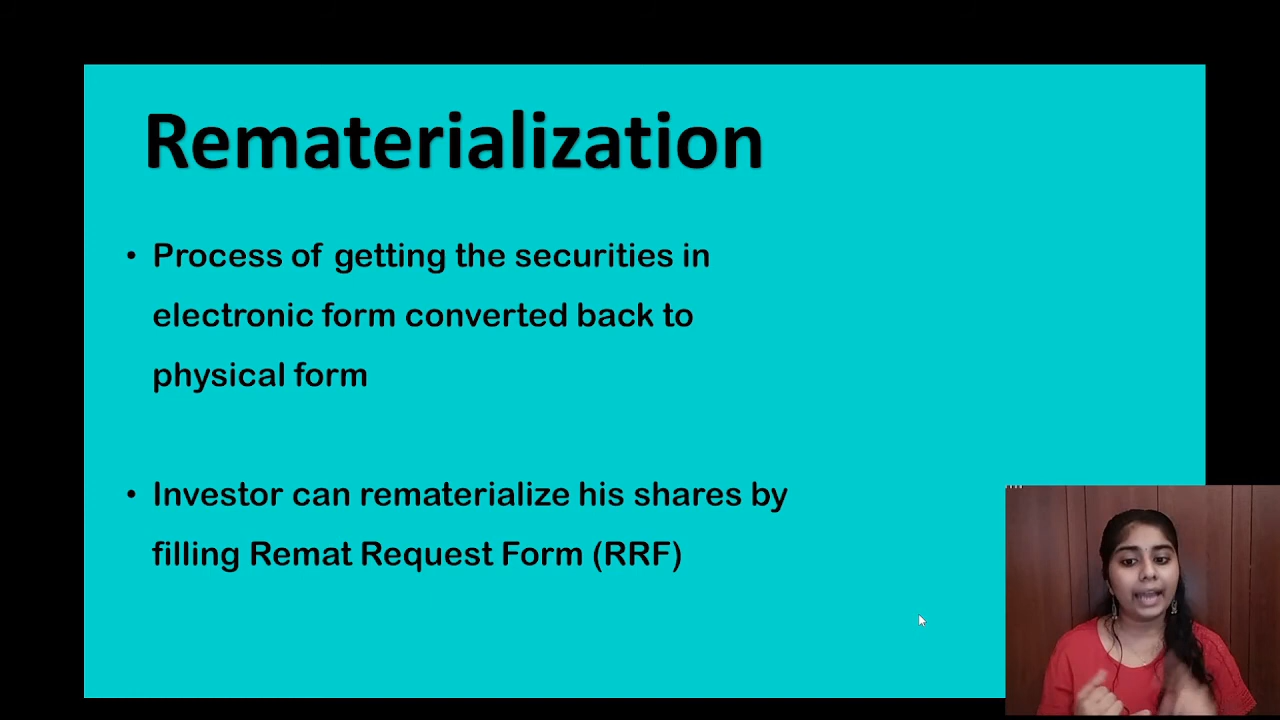 Rematerialization
• Process of getting the securities in
electronic form converted back to
physical form
• Investor can rematerialize his shares by
filling Remat Request Form (RRF)